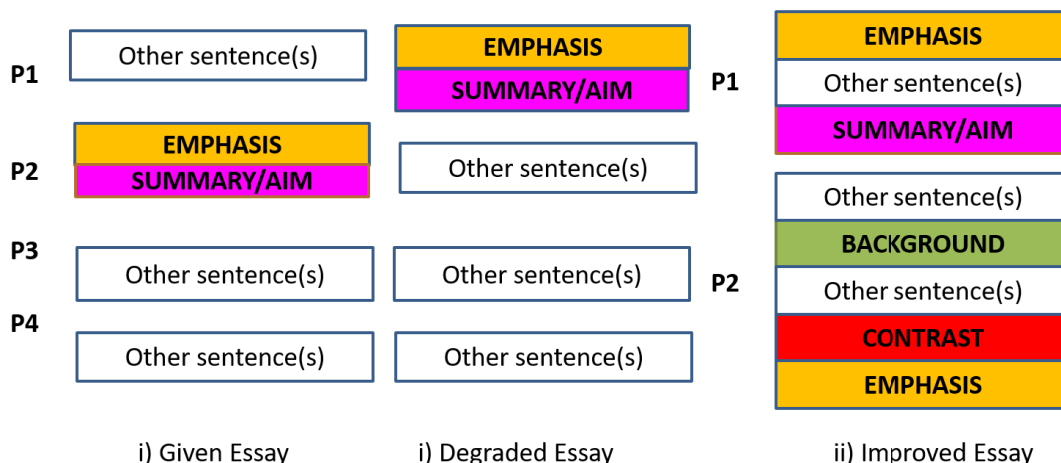 P1
Other sentence(s)
P2
EMPHASIS
SUMMARY/AIM
P3
Other sentence(s)
P4
Other sentence(s)
i) Given Essay
EMPHASIS
SUMMARY/AIM
Other sentence(s)
Other sentence(s)
Other sentence(s)
i) Degraded Essay
P1
EMPHASIS
Other sentence(s)
SUMMARY/AIM
P2
Other sentence(s)
BACKGROUND
Other sentence(s)
CONTRAST
EMPHASIS
ii) Improved Essay